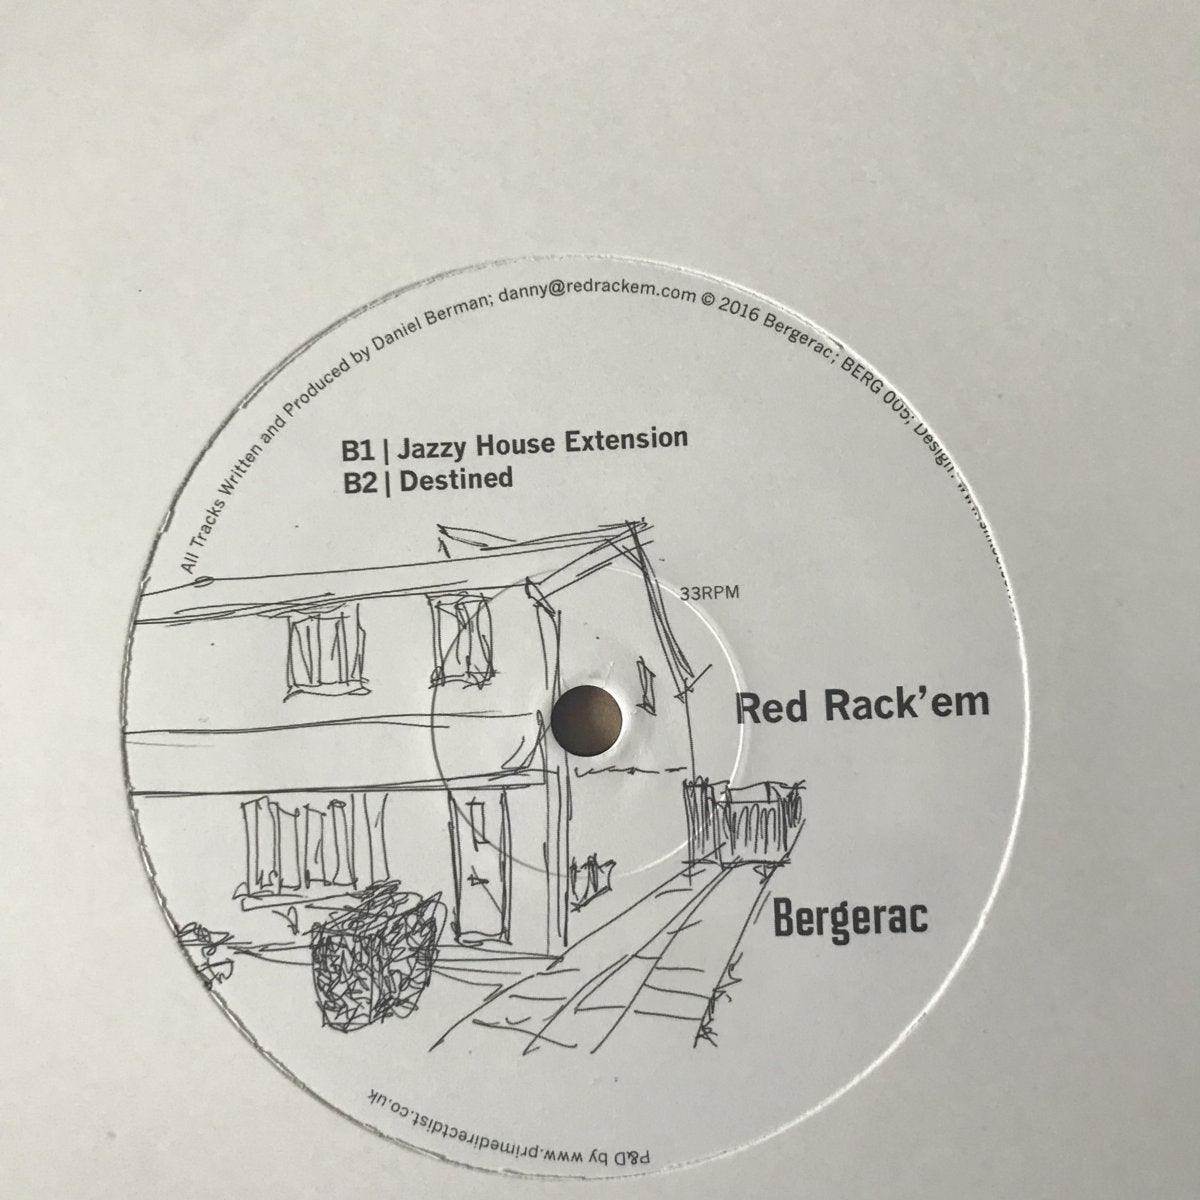 All Tracks Written and Produced by Daniel Berman; danny@redrackem.com © 2016 Bergerac; BERG 005; Design:
B1 | Jazzy House Extension
B2 | Destined
33RPM
Red Rack'em
Bergerac
P&D by www.primedirectdist.co.uk